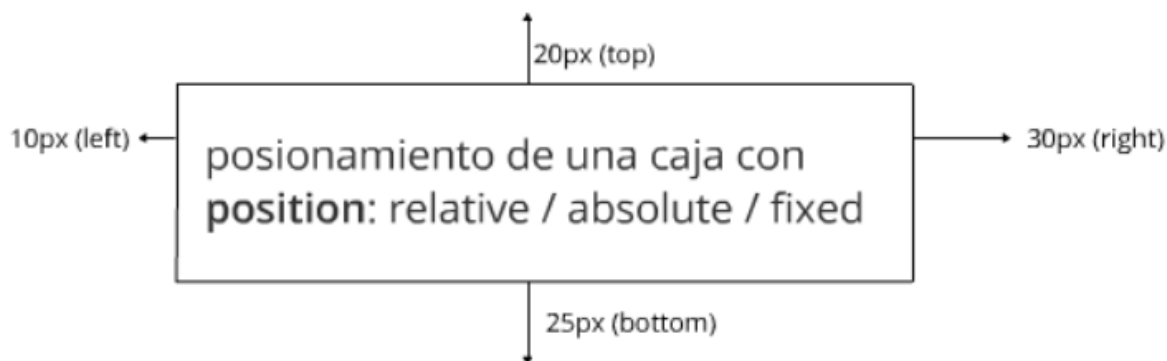 20px (top)
10px (left)
30px (right)
posionamiento de una caja con
position: relative / absolute / fixed
25px (bottom)